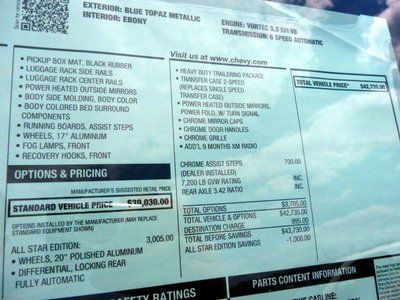 EXTERIOR: BLUE TOPAZ METALLIC
INTERIOR: EBONY
ENGINE: VORTEC 5.3 SFI V8
TRANSMISSION: 6 SPEED AUTOMATIC
Visit us at www.chevy.com
• PICKUP BOX MAT, BLACK RUBBER
• LUGGAGE RACK SIDE RAILS
• LUGGAGE RACK CENTER RAILS
• POWER HEATED OUTSIDE MIRRORS
• BODY SIDE MOLDING, BODY COLOR
• BODY COLORED BED SURROUND
COMPONENTS
• RUNNING BOARDS, ASSIST STEPS
• WHEELS, 17" ALUMINUM
• FOG LAMPS, FRONT
• RECOVERY HOOKS, FRONT
OPTIONS & PRICING
MANUFACTURER'S SUGGESTED RETAIL PRICE
STANDARD VEHICLE PRICE $39,030.00
OPTIONS INSTALLED BY THE MANUFACTURER (MAY REPLACE
STANDARD EQUIPMENT SHOWN)
ALL STAR EDITION: 3,005.00
• WHEELS, 20" POLISHED ALUMINUM
• DIFFERENTIAL, LOCKING REAR
FULLY AUTOMATIC
• HEAVY DUTY TRAILERING PACKAGE
• TRANSFER CASE 2-SPEED
(REPLACES SINGLE SPEED
TRANSFER CASE)
• POWER HEATED OUTSIDE MIRRORS,
POWER FOLD, W/ TURN SIGNAL
• CHROME MIRROR CAPS
• CHROME DOOR HANDLES
• CHROME GRILLE
• ADD'L 9 MONTHS XM RADIO
CHROME ASSIST STEPS 700.00
(DEALER INSTALLED)
7,200 LB GVW RATING INC.
REAR AXLE 3.42 RATIO INC.
TOTAL OPTIONS $3,705.00
TOTAL VEHICLE & OPTIONS $42,735.00
DESTINATION CHARGE 995.00
TOTAL BEFORE SAVINGS $43,730.00
ALL STAR EDITION SAVINGS -1,000.00
TOTAL VEHICLE PRICE* $42,730.00
SAFETY RATINGS
PARTS CONTENT INFORMATION